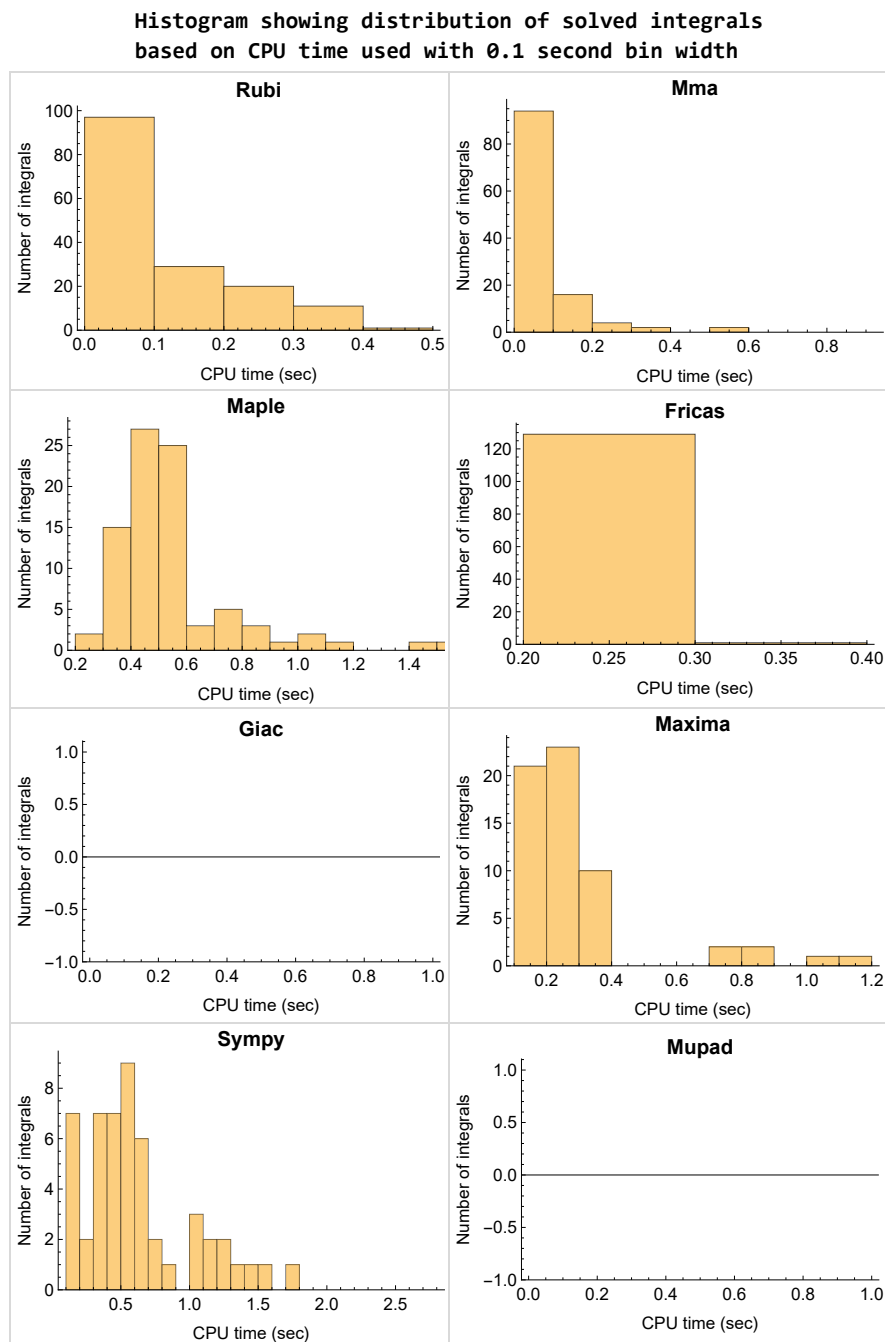 Histogram showing distribution of solved integrals
based on CPU time used with 0.1 second bin width
Rubi
Number of integrals
100
80
60
40
20
0
0.0 0.1 0.2 0.3 0.4 0.5
CPU time (sec)
Mma
Number of integrals
80
60
40
20
0
0.0 0.2 0.4 0.6 0.8
CPU time (sec)
Maple
Number of integrals
25
20
15
10
5
0
0.2 0.4 0.6 0.8 1.0 1.2 1.4
CPU time (sec)
Fricas
Number of integrals
120
100
80
60
40
20
0
0.20 0.25 0.30 0.35 0.40
CPU time (sec)
Giac
Number of integrals
1.0
0.5
0.0
−0.5
−1.0
0.0 0.2 0.4 0.6 0.8 1.0
CPU time (sec)
Maxima
Number of integrals
20
15
10
5
0
0.2 0.4 0.6 0.8 1.0 1.2
CPU time (sec)
Sympy
Number of integrals
8
6
4
2
0
0.5 1.0 1.5 2.0 2.5
CPU time (sec)
Mupad
Number of integrals
1.0
0.5
0.0
−0.5
−1.0
0.0 0.2 0.4 0.6 0.8 1.0
CPU time (sec)